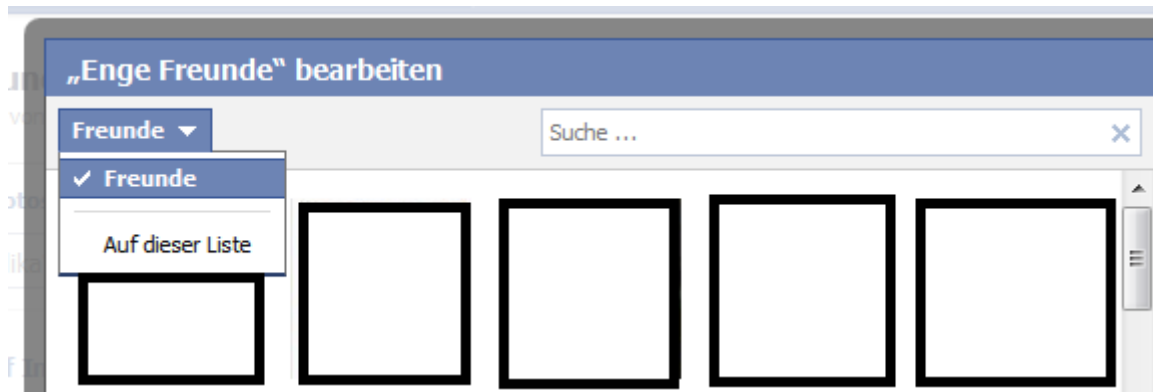 „Enge Freunde“ bearbeiten
Freunde
Suche ...
Freunde
Auf dieser Liste